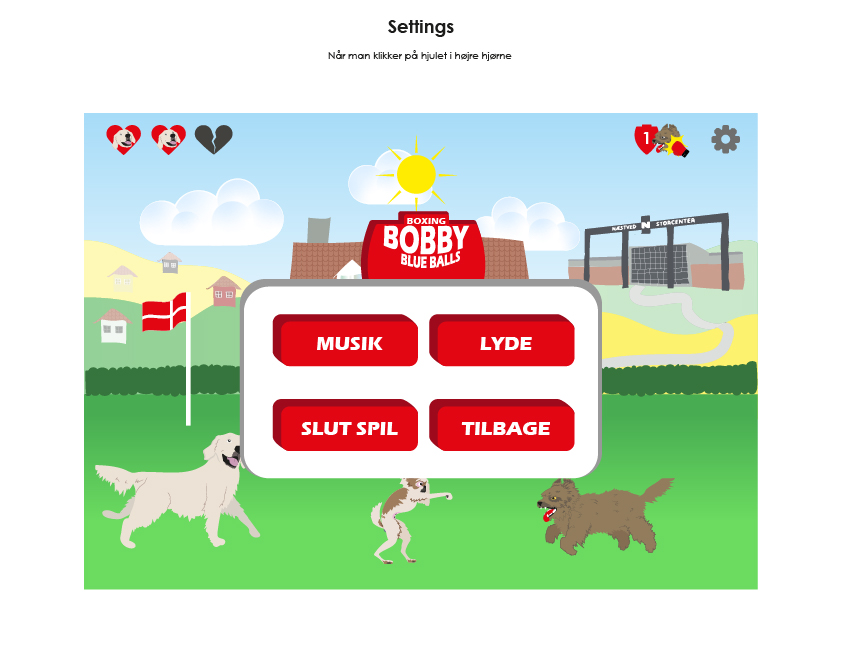 Settings
Når man klikker på hjulet i højre hjørne
1
BOXING
BOBBY
BLUE BALLS
NÆSTVED N STORCENTER
MUSIK
LYDE
SLUT SPIL
TILBAGE